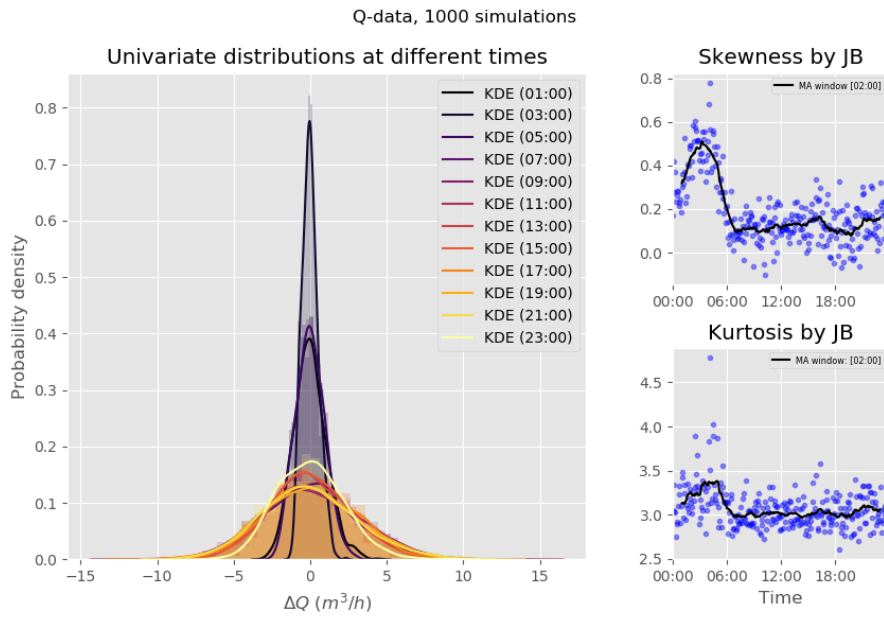 Q-data, 1000 simulations
Univariate distributions at different times
Probability density
0.8
0.7
0.6
0.5
0.4
0.3
0.2
0.1
0.0
−15
−10
−5
0
5
10
15
ΔQ (m³/h)
KDE (01:00)
KDE (03:00)
KDE (05:00)
KDE (07:00)
KDE (09:00)
KDE (11:00)
KDE (13:00)
KDE (15:00)
KDE (17:00)
KDE (19:00)
KDE (21:00)
KDE (23:00)
Skewness by JB
MA window [02:00]
0.8
0.6
0.4
0.2
0.0
00:00
06:00
12:00
18:00
Kurtosis by JB
MA window: [02:00]
4.5
4.0
3.5
3.0
2.5
00:00
06:00
12:00
18:00
Time